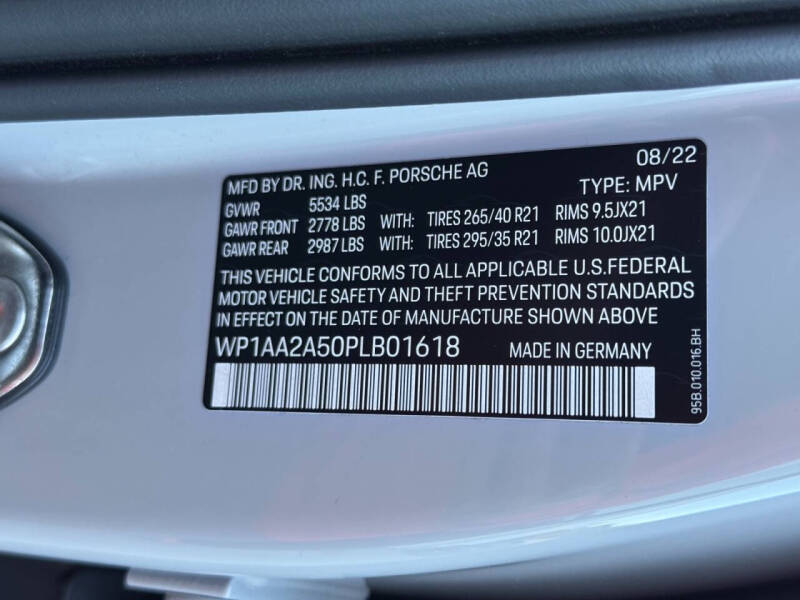 08/22
MFD BY DR. ING. H.C. F. PORSCHE AG
TYPE: MPV
GVWR 5534 LBS
GAWR FRONT 2778 LBS WITH: TIRES 265/40 R21 RIMS 9.5JX21
GAWR REAR 2987 LBS WITH: TIRES 295/35 R21 RIMS 10.0JX21
THIS VEHICLE CONFORMS TO ALL APPLICABLE U.S.FEDERAL
MOTOR VEHICLE SAFETY AND THEFT PREVENTION STANDARDS
IN EFFECT ON THE DATE OF MANUFACTURE SHOWN ABOVE
WP1AA2A50PLB01618 MADE IN GERMANY
95B.010.016.BH